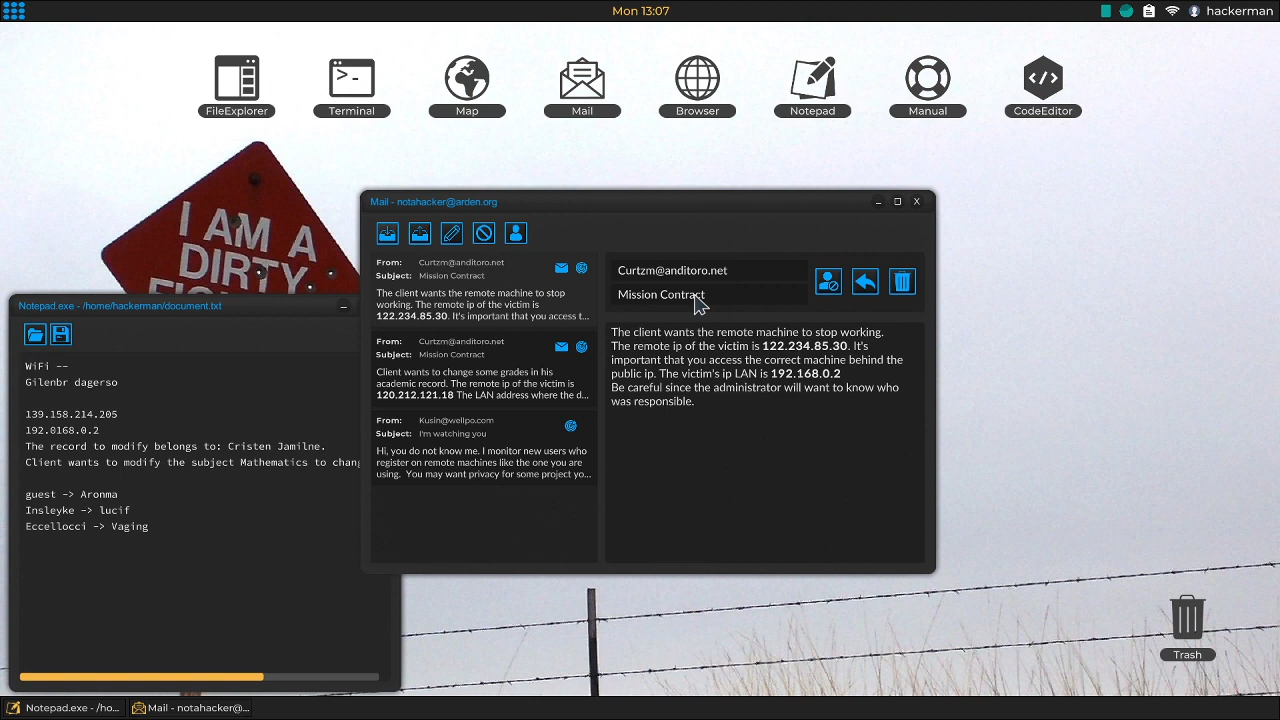 Mon 13:07
hackerman
FileExplorer
Terminal
Map
Mail
Browser
Notepad
Manual
CodeEditor
I AM A
DIRTY
Mail - notahacker@arden.org
From: Curtzm@anditoro.net
Subject: Mission Contract
The client wants the remote machine to stop
working. The remote ip of the victim is
122.234.85.30. It's important that you access t...
From: Curtzm@anditoro.net
Subject: Mission Contract
Client wants to change some grades in his
academic record. The remote ip of the victim is
120.212.121.18 The LAN address where the d...
From: Kusin@wellpo.com
Subject: I'm watching you
Hi, you do not know me. I monitor new users who
register on remote machines like the one you are
using. You may want privacy for some project yo...
Curtzm@anditoro.net
Mission Contract
The client wants the remote machine to stop working.
The remote ip of the victim is 122.234.85.30. It's
important that you access the correct machine behind the
public ip. The victim's ip LAN is 192.168.0.2
Be careful since the administrator will want to know who
was responsible.
Notepad.exe - /home/hackerman/document.txt
WiFi --
Gilenbr dagerso
139.158.214.205
192.0168.0.2
The record to modify belongs to: Cristen Jamilne.
Client wants to modify the subject Mathematics to chang
guest -> Aronma
Insleyke -> lucif
Eccellocci -> Vaging
Trash
Notepad.exe - /ho...
Mail - notahacker@...